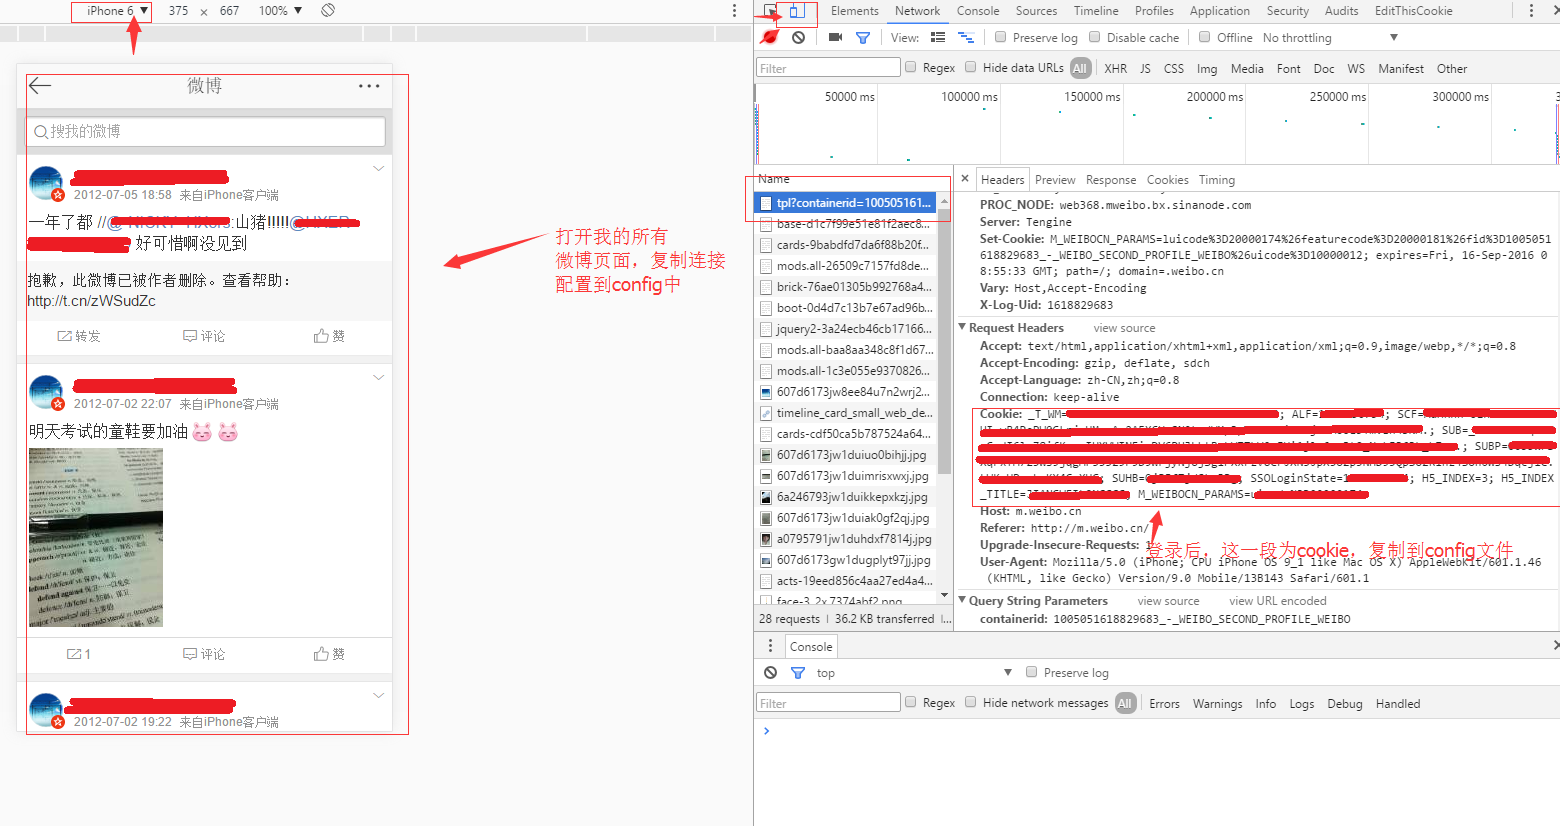 iPhone 6 ▼ 375 × 667 100% ▼
微博
搜我的微博
2012-07-05 18:58 来自iPhone客户端
一年了都 //@ :山猪!!!!!@
好可惜啊没见到
抱歉，此微博已被作者删除。查看帮助：
http://t.cn/zWSudZc
转发 评论 赞
2012-07-02 22:07 来自iPhone客户端
明天考试的童鞋要加油
1 评论 赞
2012-07-02 19:22 来自iPhone客户端
打开我的所有
微博页面，复制连接
配置到config中
Elements Network Console Sources Timeline Profiles Application Security Audits EditThisCookie
View: Preserve log Disable cache Offline No throttling ▼
Filter Regex Hide data URLs All XHR JS CSS Img Media Font Doc WS Manifest Other
50000 ms 100000 ms 150000 ms 200000 ms 250000 ms 300000 ms
Name
tpl?containerid=100505161...
base-d1c7f99e51e81f2aec8...
cards-9babdfd7da6f88b20f...
mods.all-26509c7157fd8de...
brick-76ae01305b992768a4...
boot-0d4d7c13b7e67ad96b...
jquery2-3a24ecb46cb17166...
mods.all-baa8aa348c8f1d67...
mods.all-1c3e055e9370826...
607d6173jw8ee84u7n2wrj2...
timeline_card_small_web_de...
cards-cdf50ca5b787524a64...
607d6173jw1duiuo0bihjj.jpg
607d6173jw1duimrisxwxj.jpg
6a246793jw1duikkepxkzj.jpg
607d6173jw1duiak0gf2qj.jpg
a0795791jw1duhdxf7814j.jpg
607d6173gw1dugplyt97jj.jpg
acts-19eed856c4aa27ed4a4...
face-3_2x.7374abf2.png
28 requests | 36.2 KB transferred |...
× Headers Preview Response Cookies Timing
PROC_NODE: web368.mweibo.bx.sinanode.com
Server: Tengine
Set-Cookie: M_WEIBOCN_PARAMS=luicode%3D20000174%26featurecode%3D20000181%26fid%3D1005051
618829683_-_WEIBO_SECOND_PROFILE_WEIBO%26uicode%3D10000012; expires=Fri, 16-Sep-2016 0
8:55:33 GMT; path=/; domain=.weibo.cn
Vary: Host,Accept-Encoding
X-Log-Uid: 1618829683
▼ Request Headers view source
Accept: text/html,application/xhtml+xml,application/xml;q=0.9,image/webp,*/*;q=0.8
Accept-Encoding: gzip, deflate, sdch
Accept-Language: zh-CN,zh;q=0.8
Connection: keep-alive
Cookie: _T_WM= ; ALF= ; SCF=
; SUB=_
; SUBP=
; SUHB= ; SSOLoginState=1 ; H5_INDEX=3; H5_INDEX
_TITLE= ; M_WEIBOCN_PARAMS=
Host: m.weibo.cn
Referer: http://m.weibo.cn/
Upgrade-Insecure-Requests: 1
登录后，这一段为cookie，复制到config文件
User-Agent: Mozilla/5.0 (iPhone; CPU iPhone OS 9_1 like Mac OS X) AppleWebKit/601.1.46
(KHTML, like Gecko) Version/9.0 Mobile/13B143 Safari/601.1
▼ Query String Parameters view source view URL encoded
containerid: 1005051618829683_-_WEIBO_SECOND_PROFILE_WEIBO
Console
top ▼ Preserve log
Filter Regex Hide network messages All Errors Warnings Info Logs Debug Handled